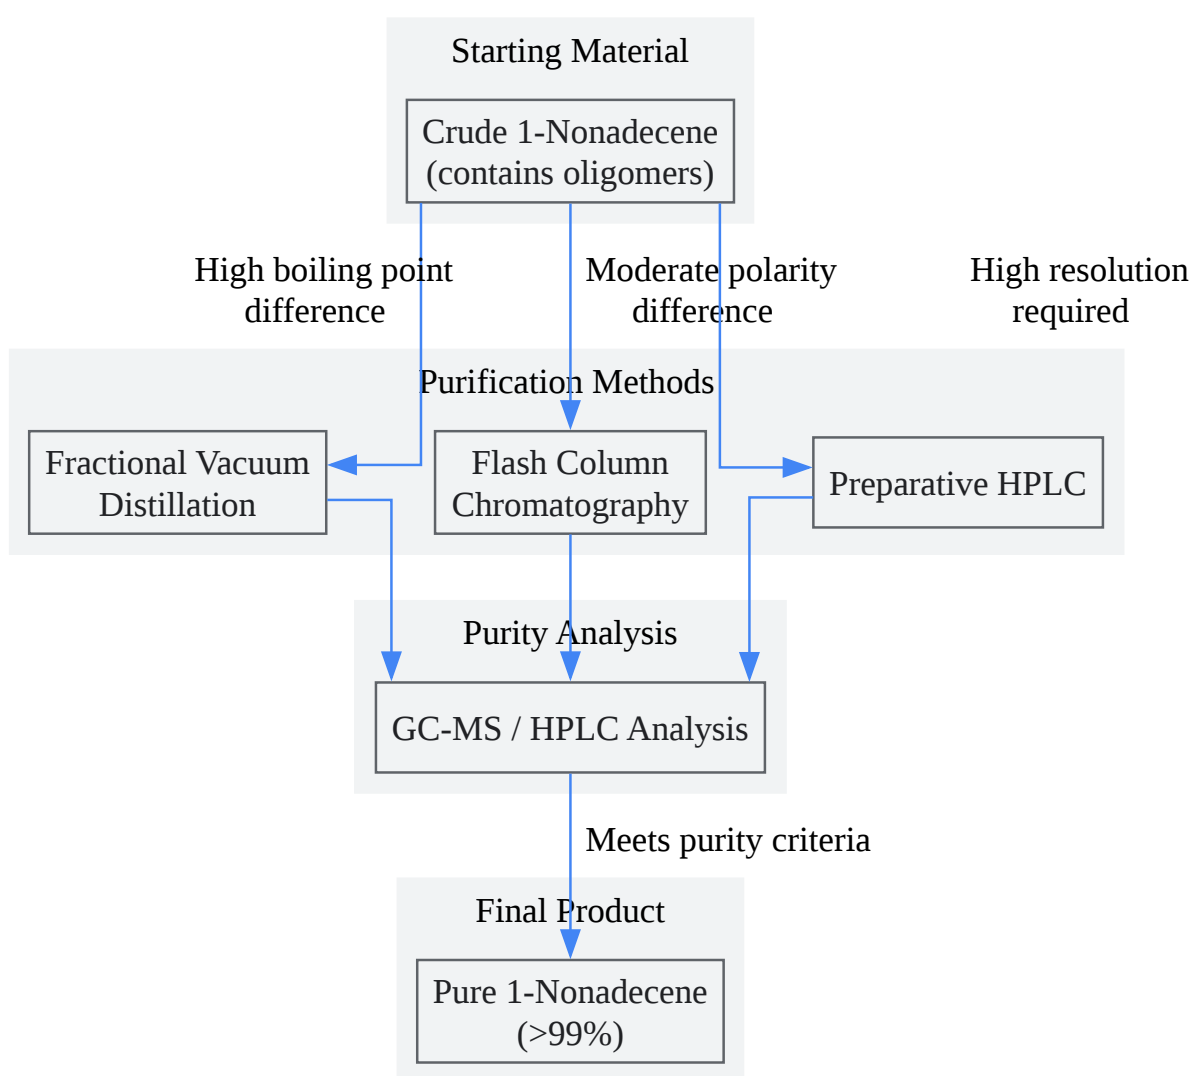 Starting Material
Crude 1-Nonadecene
(contains oligomers)
High boiling point
difference
Moderate polarity
difference
High resolution
required
Purification Methods
Fractional Vacuum
Distillation
Flash Column
Chromatography
Preparative HPLC
Purity Analysis
GC-MS / HPLC Analysis
Meets purity criteria
Final Product
Pure 1-Nonadecene
(>99%)